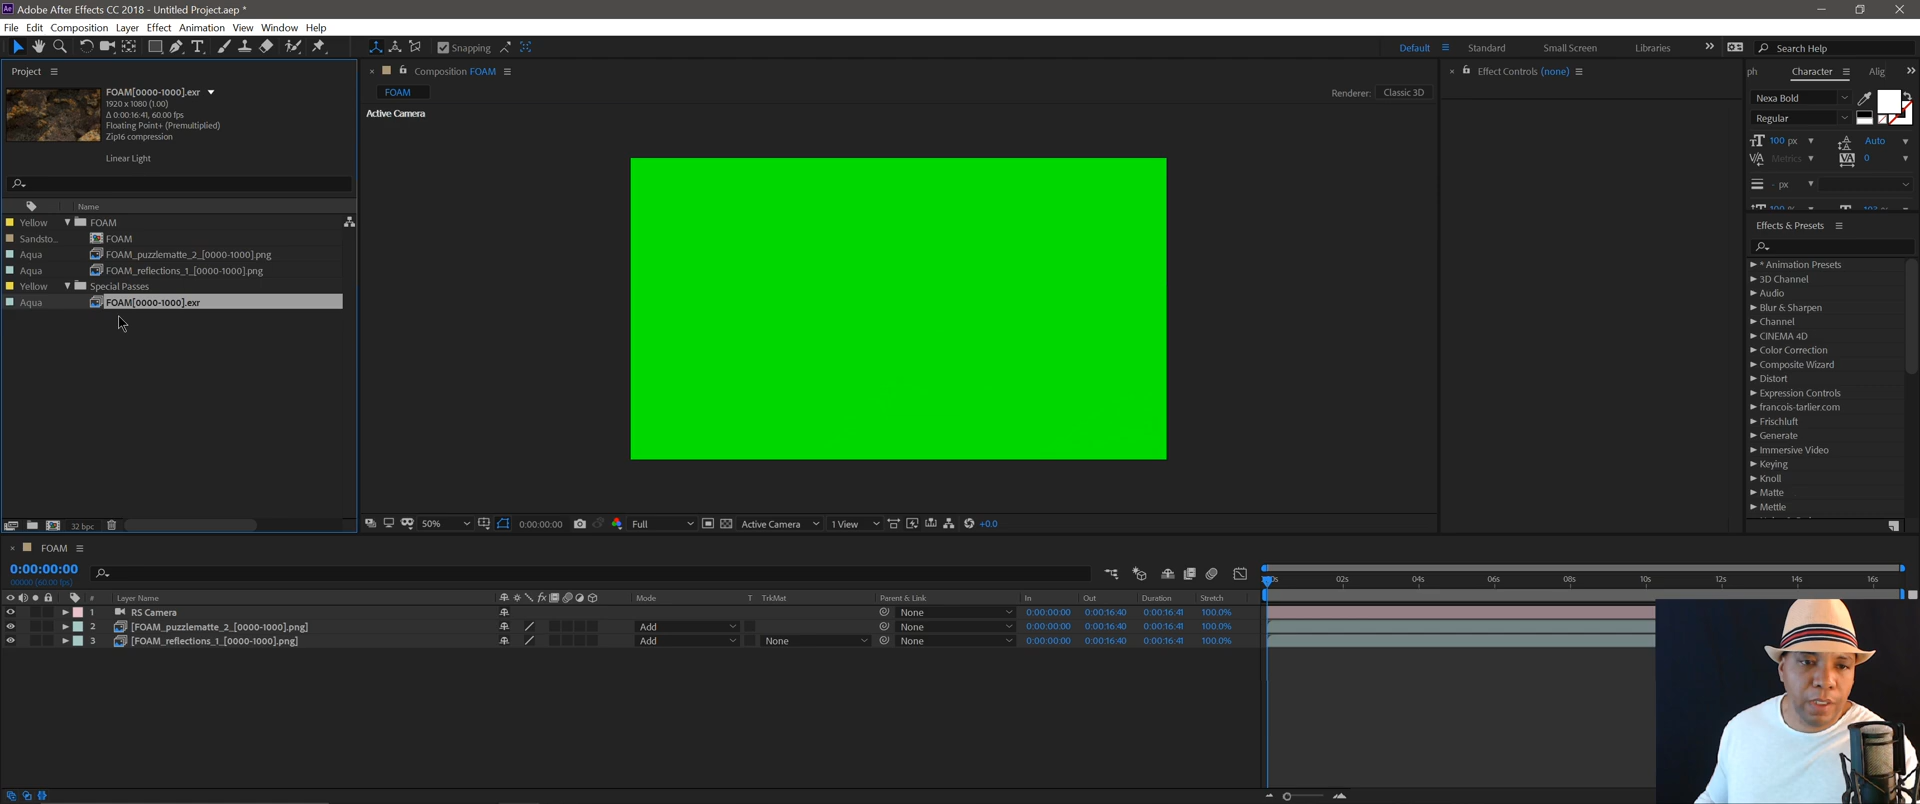 Adobe After Effects CC 2018 - Untitled Project.aep *
File Edit Composition Layer Effect Animation View Window Help
Snapping
Default Standard Small Screen Libraries Search Help
Project
FOAM[0000-1000].exr
1920 x 1080 (1.00)
Δ 0:00:16:41, 60.00 fps
Floating Point+ (Premultiplied)
Zip16 compression
Linear Light
Name
Yellow FOAM
Sandsto... FOAM
Aqua FOAM_puzzlematte_2_[0000-1000].png
Aqua FOAM_reflections_1_[0000-1000].png
Yellow Special Passes
Aqua FOAM[0000-1000].exr
32 bpc
Composition FOAM
FOAM
Renderer: Classic 3D
Active Camera
50% 0:00:00:00 Full Active Camera 1 View +0.0
Effect Controls (none)
ph Character Alig
Nexa Bold
Regular
100 px Auto
Metrics 0
- px
Effects & Presets
* Animation Presets
3D Channel
Audio
Blur & Sharpen
Channel
CINEMA 4D
Color Correction
Composite Wizard
Distort
Expression Controls
francois-tarlier.com
Frischluft
Generate
Immersive Video
Keying
Knoll
Matte
Mettle
FOAM
0:00:00:00
00000 (60.00 fps)
# Layer Name Mode T TrkMat Parent & Link In Out Duration Stretch
1 RS Camera None 0:00:00:00 0:00:16:40 0:00:16:41 100.0%
2 [FOAM_puzzlematte_2_[0000-1000].png] Add None 0:00:00:00 0:00:16:40 0:00:16:41 100.0%
3 [FOAM_reflections_1_[0000-1000].png] Add None None 0:00:00:00 0:00:16:40 0:00:16:41 100.0%
02s 04s 06s 08s 10s 12s 14s 16s